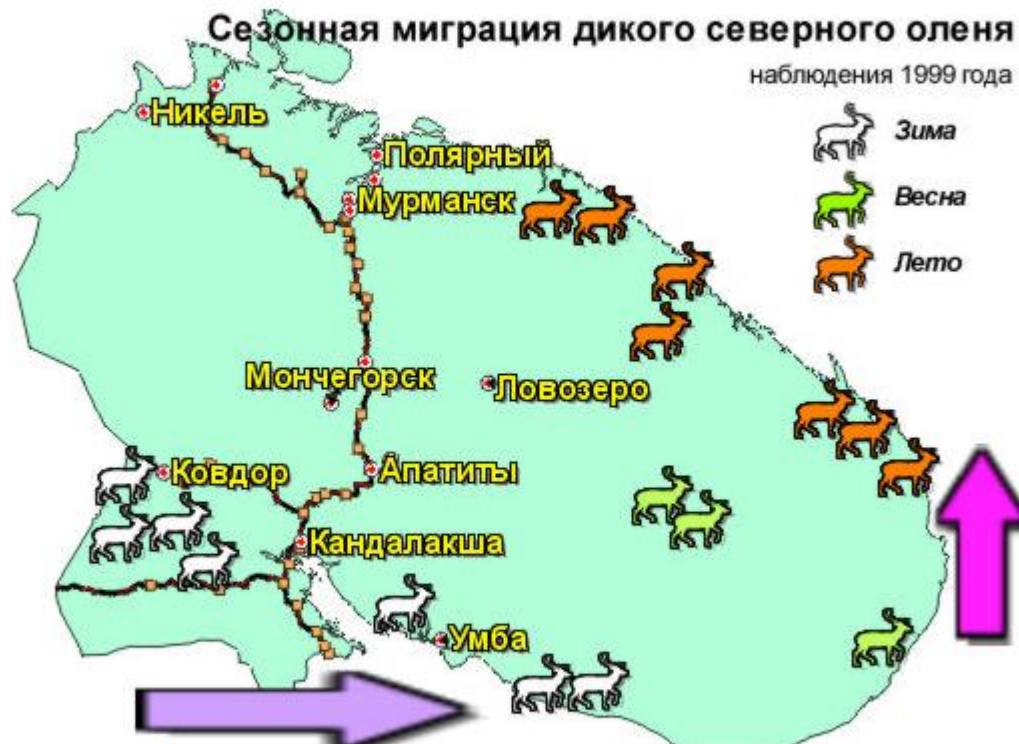 Сезонная миграция дикого северного оленя
наблюдения 1999 года
Зима
Весна
Лето
Никель
Полярный
Мурманск
Мончегорск
Ловозеро
Ковдор
Апатиты
Кандалакша
Умба